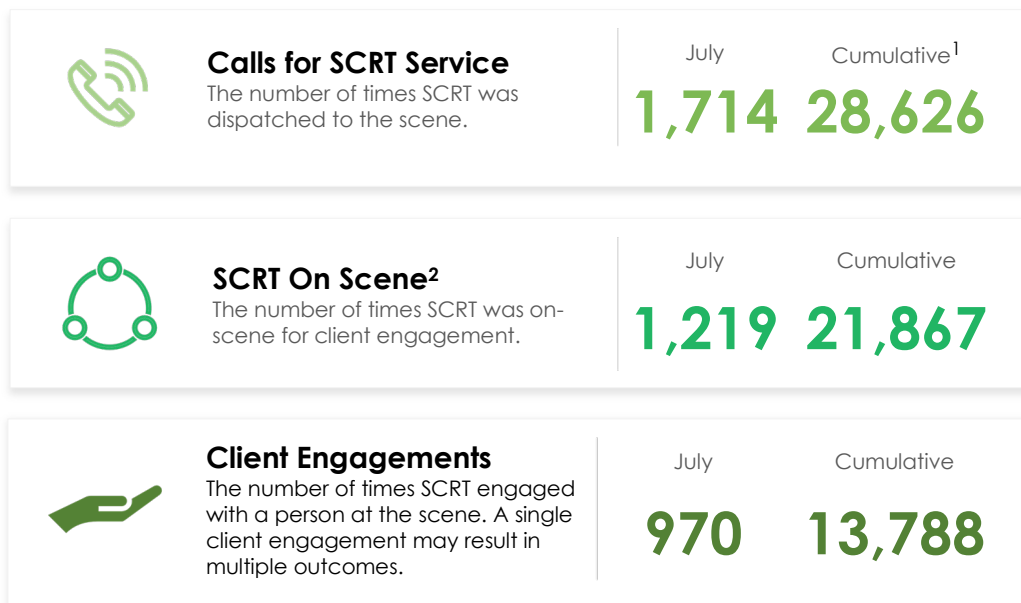 Calls for SCRT Service
The number of times SCRT was
dispatched to the scene.
July
Cumulative¹
1,714
28,626
SCRT On Scene²
The number of times SCRT was on-
scene for client engagement.
July
Cumulative
1,219
21,867
Client Engagements
The number of times SCRT engaged
with a person at the scene. A single
client engagement may result in
multiple outcomes.
July
Cumulative
970
13,788